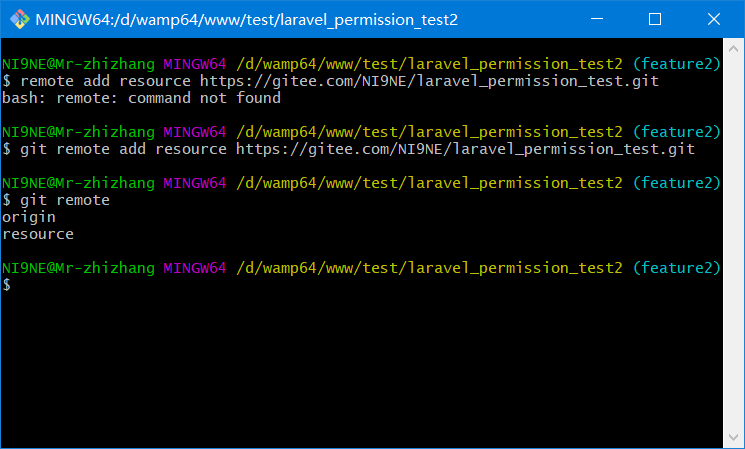 MINGW64:/d/wamp64/www/test/laravel_permission_test2
NI9NE@Mr-zhizhang MINGW64 /d/wamp64/www/test/laravel_permission_test2 (feature2)
$ remote add resource https://gitee.com/NI9NE/laravel_permission_test.git
bash: remote: command not found
NI9NE@Mr-zhizhang MINGW64 /d/wamp64/www/test/laravel_permission_test2 (feature2)
$ git remote add resource https://gitee.com/NI9NE/laravel_permission_test.git
NI9NE@Mr-zhizhang MINGW64 /d/wamp64/www/test/laravel_permission_test2 (feature2)
$ git remote
origin
resource
NI9NE@Mr-zhizhang MINGW64 /d/wamp64/www/test/laravel_permission_test2 (feature2)
$